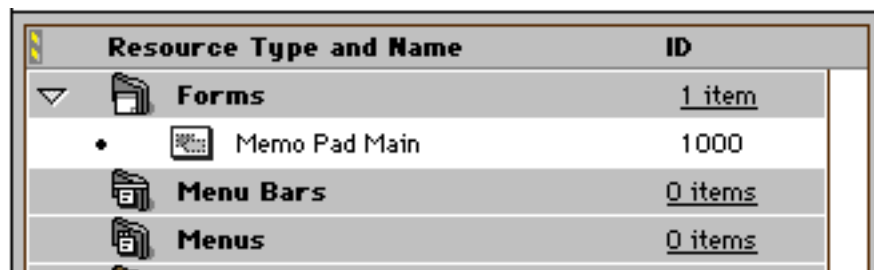 Resource Type and Name ID
Forms 1 item
Memo Pad Main 1000
Menu Bars 0 items
Menus 0 items